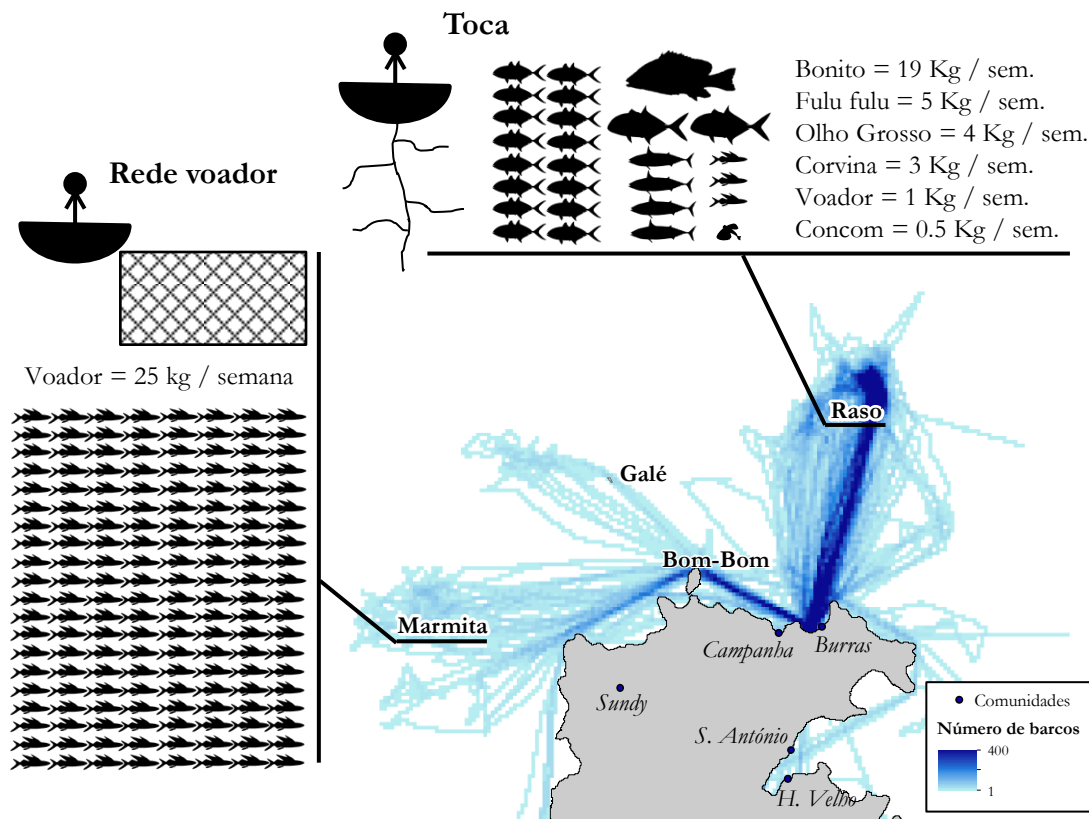 Toca
Bonito = 19 Kg / sem.
Fulu fulu = 5 Kg / sem.
Olho Grosso = 4 Kg / sem.
Corvina = 3 Kg / sem.
Voador = 1 Kg / sem.
Concom = 0.5 Kg / sem.
Rede voador
Voador = 25 kg / semana
Raso
Galé
Bom-Bom
Marmita
Campanha
Burras
Sundy
S. António
H. Velho
Comunidades
Número de barcos
400
1